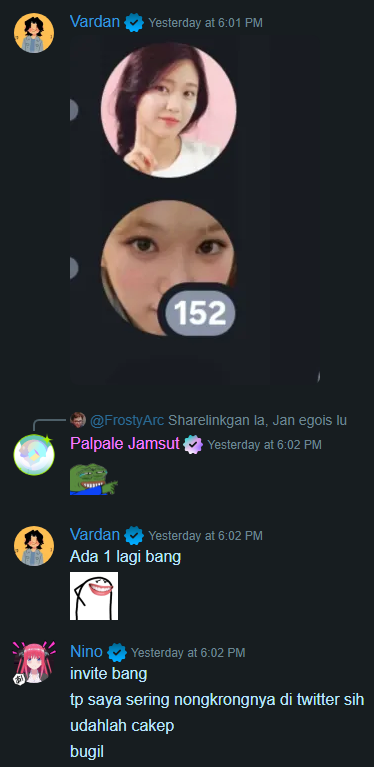 Vardan Yesterday at 6:01 PM
152
@FrostyArc Sharelinkgan la, Jan egois lu
Palpale Jamsut Yesterday at 6:02 PM
Vardan Yesterday at 6:02 PM
Ada 1 lagi bang
Nino Yesterday at 6:02 PM
invite bang
tp saya sering nongkrongnya di twitter sih
udahlah cakep
bugil